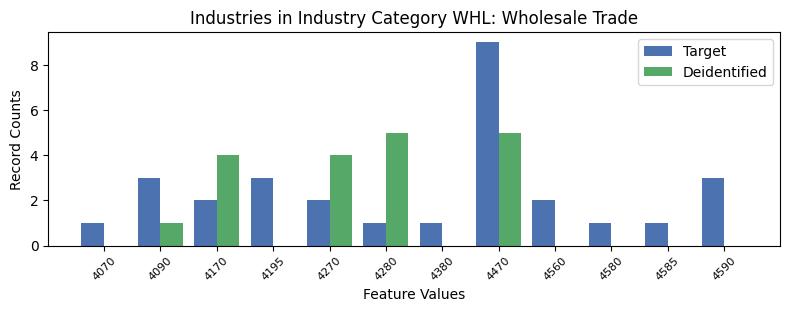 Industries in Industry Category WHL: Wholesale Trade
Target
Deidentified
Record Counts
8
6
4
2
0
4070 4090 4170 4195 4270 4280 4380 4470 4560 4580 4585 4590
Feature Values